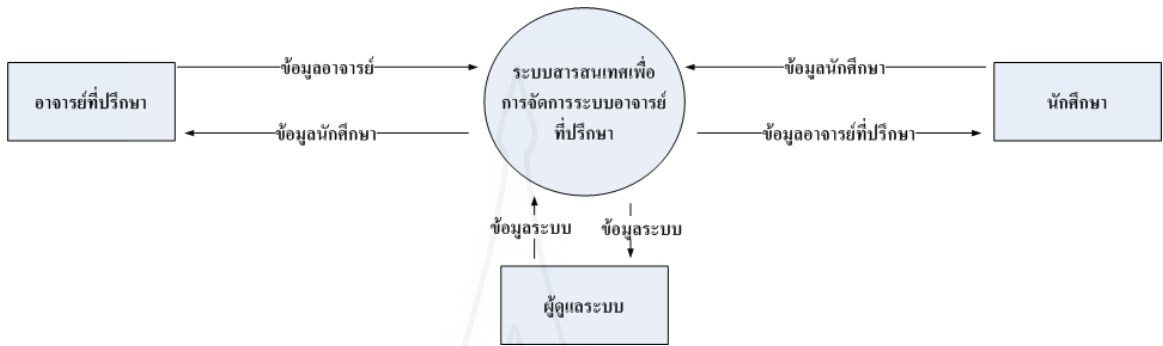 ข้อมูลอาจารย์
ระบบสารสนเทศเพื่อ
การจัดการระบบอาจารย์
ที่ปรึกษา
ข้อมูลนักศึกษา
อาจารย์ที่ปรึกษา
นักศึกษา
ข้อมูลนักศึกษา
ข้อมูลอาจารย์ที่ปรึกษา
ข้อมูลระบบ
ข้อมูลระบบ
ผู้ดูแลระบบ